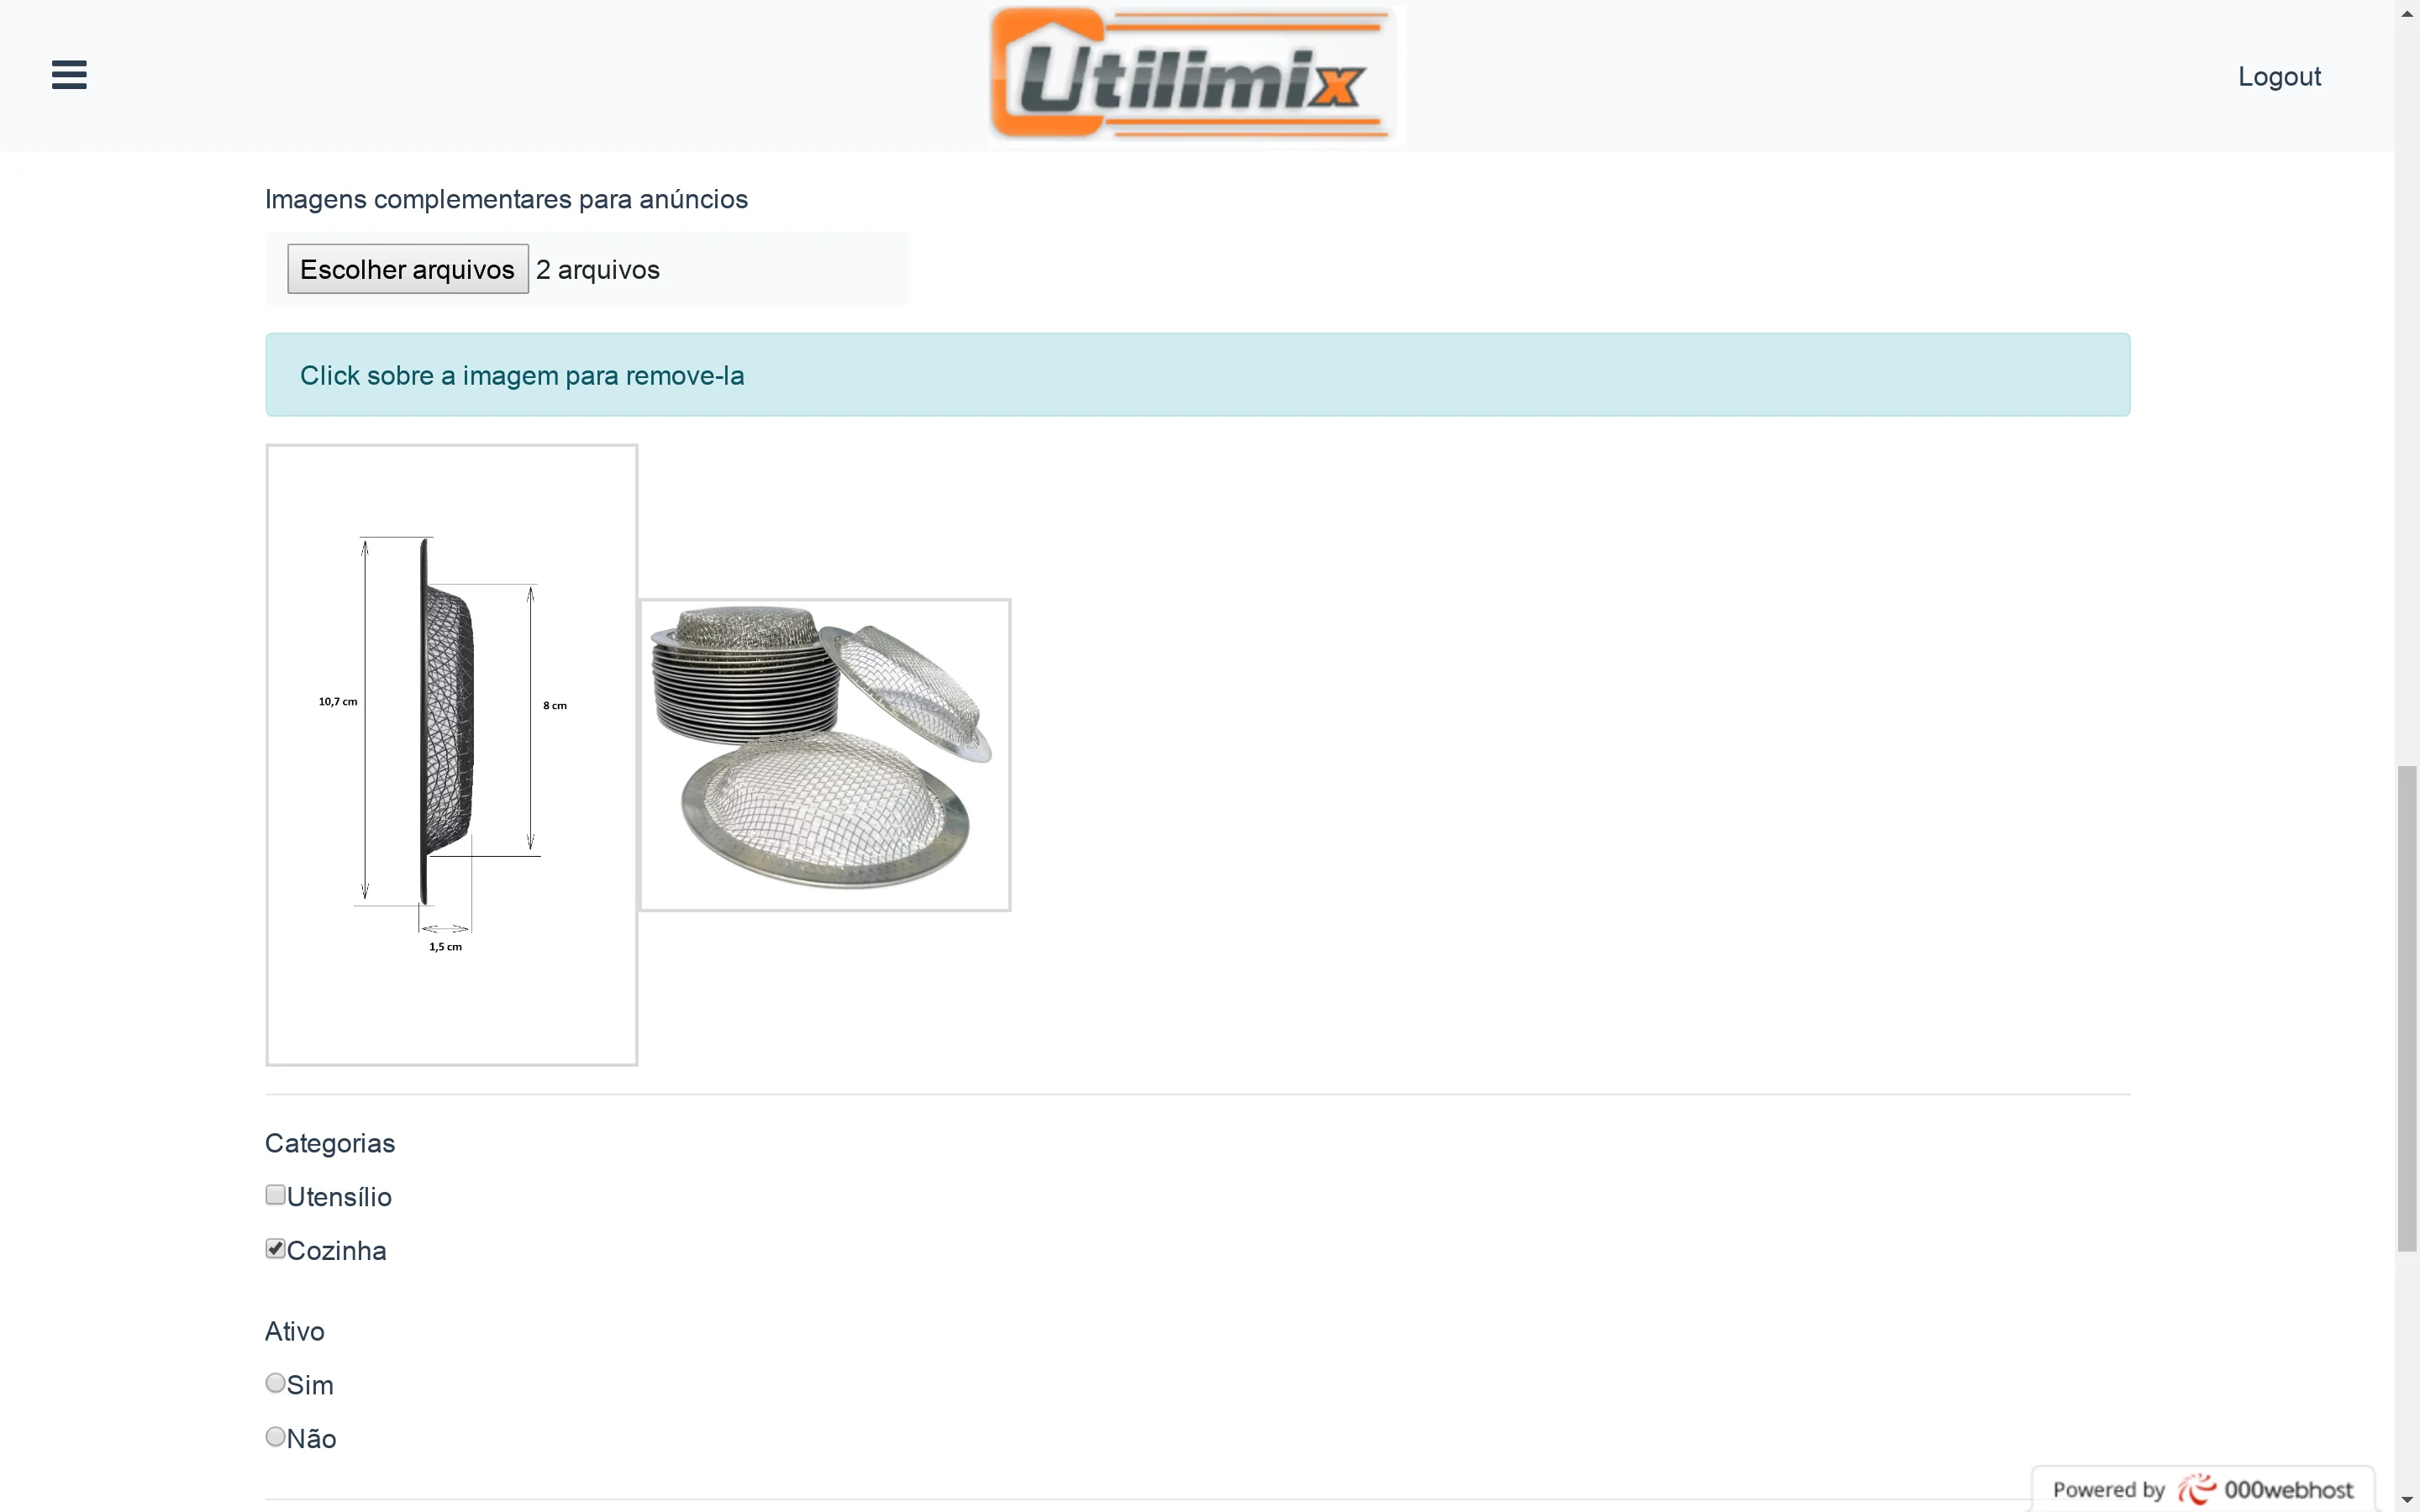 Utilimix
Logout
Imagens complementares para anúncios
Escolher arquivos 2 arquivos
Click sobre a imagem para remove-la
10,7 cm
8 cm
1,5 cm
Categorias
Utensílio
Cozinha
Ativo
Sim
Não
Powered by 000webhost